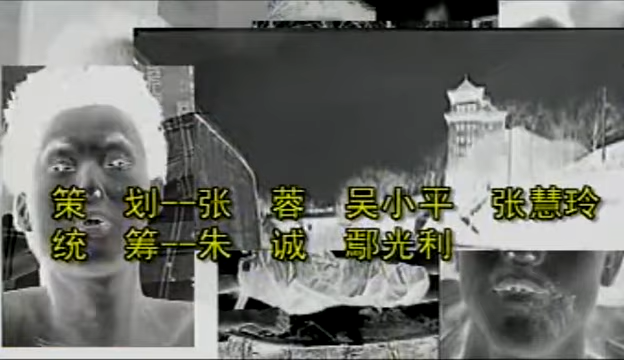 策 划--张 蓉 吴小平 张慧玲
统 筹--朱 诚 鄢光利